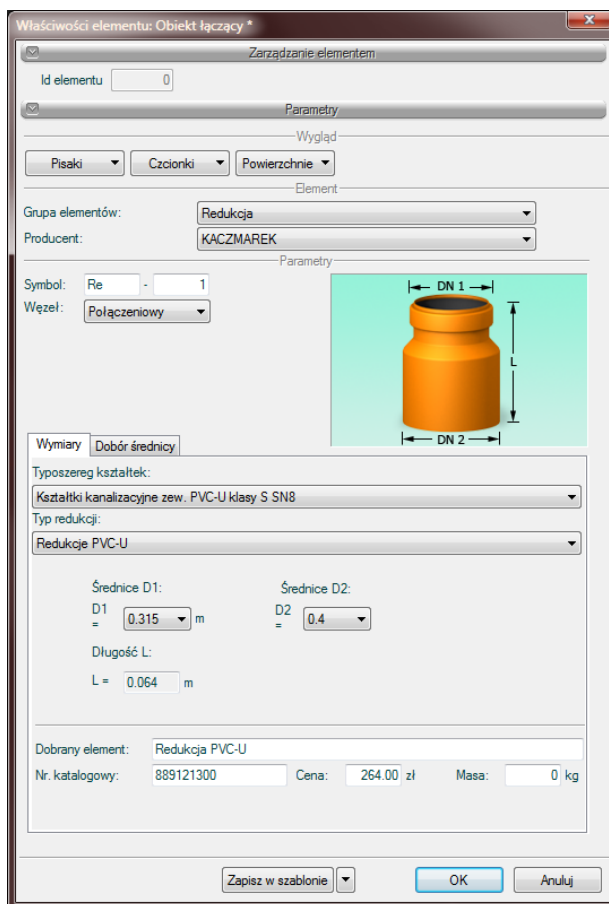 Właściwości elementu: Obiekt łączący *
Zarządzanie elementem
Id elementu 0
Parametry
Wygląd
Pisaki Czcionki Powierzchnie
Element
Grupa elementów: Redukcja
Producent: KACZMAREK
Parametry
Symbol: Re - 1
Węzeł: Połączeniowy
DN 1
L
DN 2
Wymiary Dobór średnicy
Typoszereg kształtek:
Kształtki kanalizacyjne zew. PVC-U klasy S SN8
Typ redukcji:
Redukcje PVC-U
Średnice D1: Średnice D2:
D1 = 0.315 m D2 = 0.4
Długość L:
L = 0.064 m
Dobrany element: Redukcja PVC-U
Nr. katalogowy: 889121300 Cena: 264.00 zł Masa: 0 kg
Zapisz w szablonie OK Anuluj